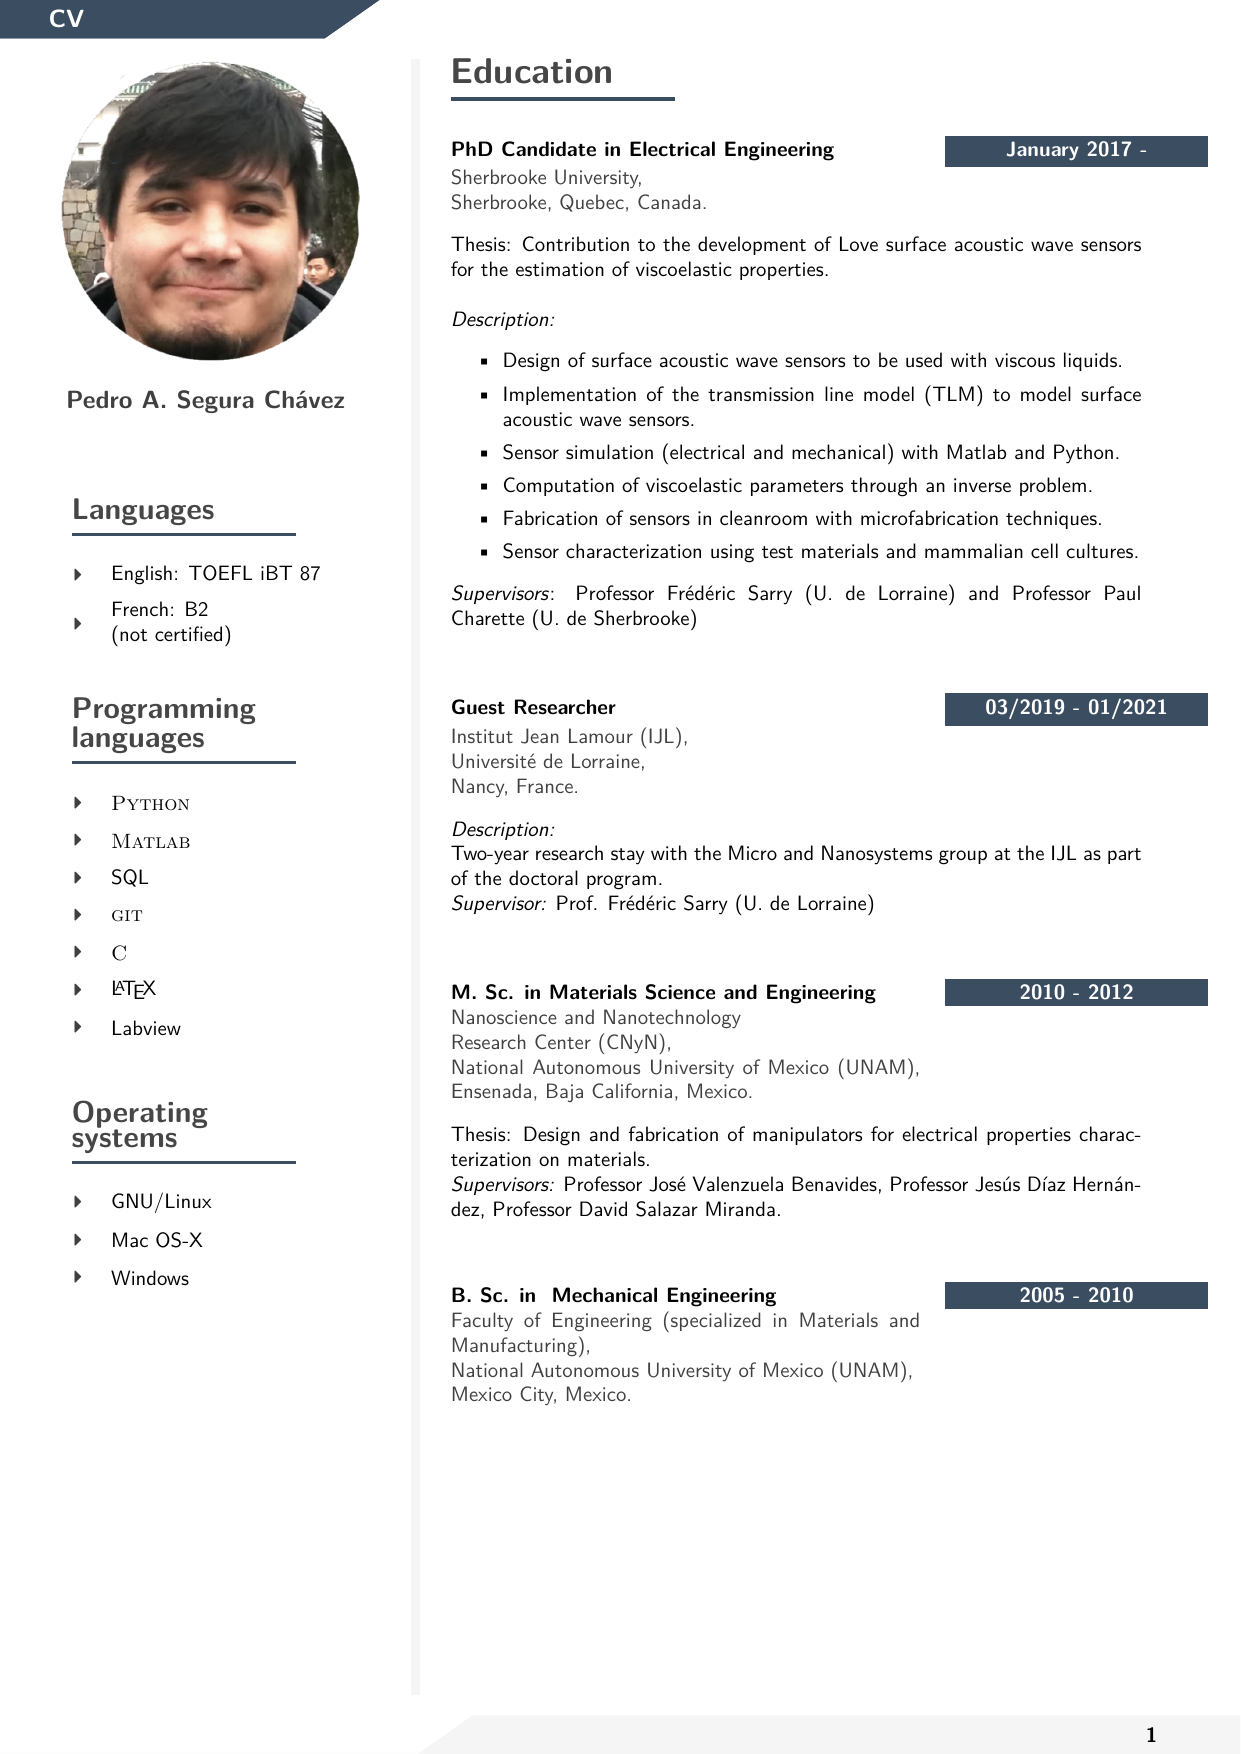 CV
Pedro A. Segura Chávez
Languages
English: TOEFL iBT 87
French: B2
(not certified)
Programming
languages
Python
Matlab
SQL
git
C
LATEX
Labview
Operating
systems
GNU/Linux
Mac OS-X
Windows
Education
PhD Candidate in Electrical Engineering
January 2017 -
Sherbrooke University,
Sherbrooke, Quebec, Canada.
Thesis: Contribution to the development of Love surface acoustic wave sensors
for the estimation of viscoelastic properties.
Description:
▪ Design of surface acoustic wave sensors to be used with viscous liquids.
▪ Implementation of the transmission line model (TLM) to model surface
acoustic wave sensors.
▪ Sensor simulation (electrical and mechanical) with Matlab and Python.
▪ Computation of viscoelastic parameters through an inverse problem.
▪ Fabrication of sensors in cleanroom with microfabrication techniques.
▪ Sensor characterization using test materials and mammalian cell cultures.
Supervisors: Professor Frédéric Sarry (U. de Lorraine) and Professor Paul
Charette (U. de Sherbrooke)
Guest Researcher
03/2019 - 01/2021
Institut Jean Lamour (IJL),
Université de Lorraine,
Nancy, France.
Description:
Two-year research stay with the Micro and Nanosystems group at the IJL as part
of the doctoral program.
Supervisor: Prof. Frédéric Sarry (U. de Lorraine)
M. Sc. in Materials Science and Engineering
2010 - 2012
Nanoscience and Nanotechnology
Research Center (CNyN),
National Autonomous University of Mexico (UNAM),
Ensenada, Baja California, Mexico.
Thesis: Design and fabrication of manipulators for electrical properties charac-
terization on materials.
Supervisors: Professor José Valenzuela Benavides, Professor Jesús Díaz Hernán-
dez, Professor David Salazar Miranda.
B. Sc. in Mechanical Engineering
2005 - 2010
Faculty of Engineering (specialized in Materials and
Manufacturing),
National Autonomous University of Mexico (UNAM),
Mexico City, Mexico.
1